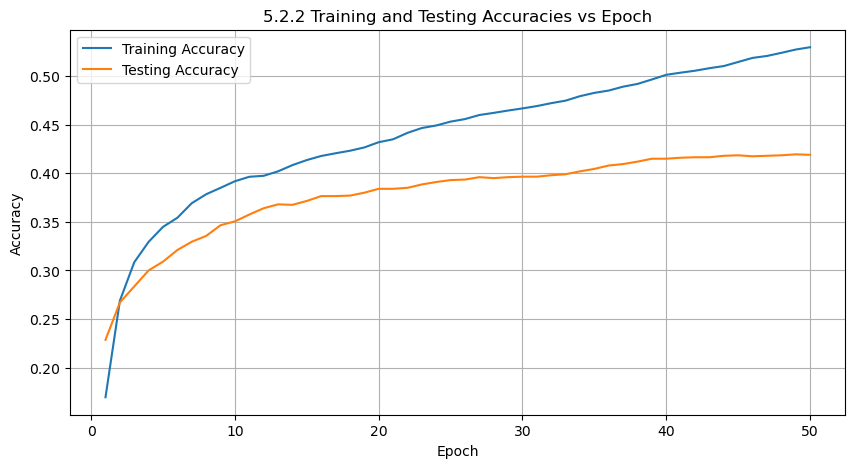 5.2.2 Training and Testing Accuracies vs Epoch
Training Accuracy
Testing Accuracy
Accuracy
0.50
0.45
0.40
0.35
0.30
0.25
0.20
0 10 20 30 40 50
Epoch